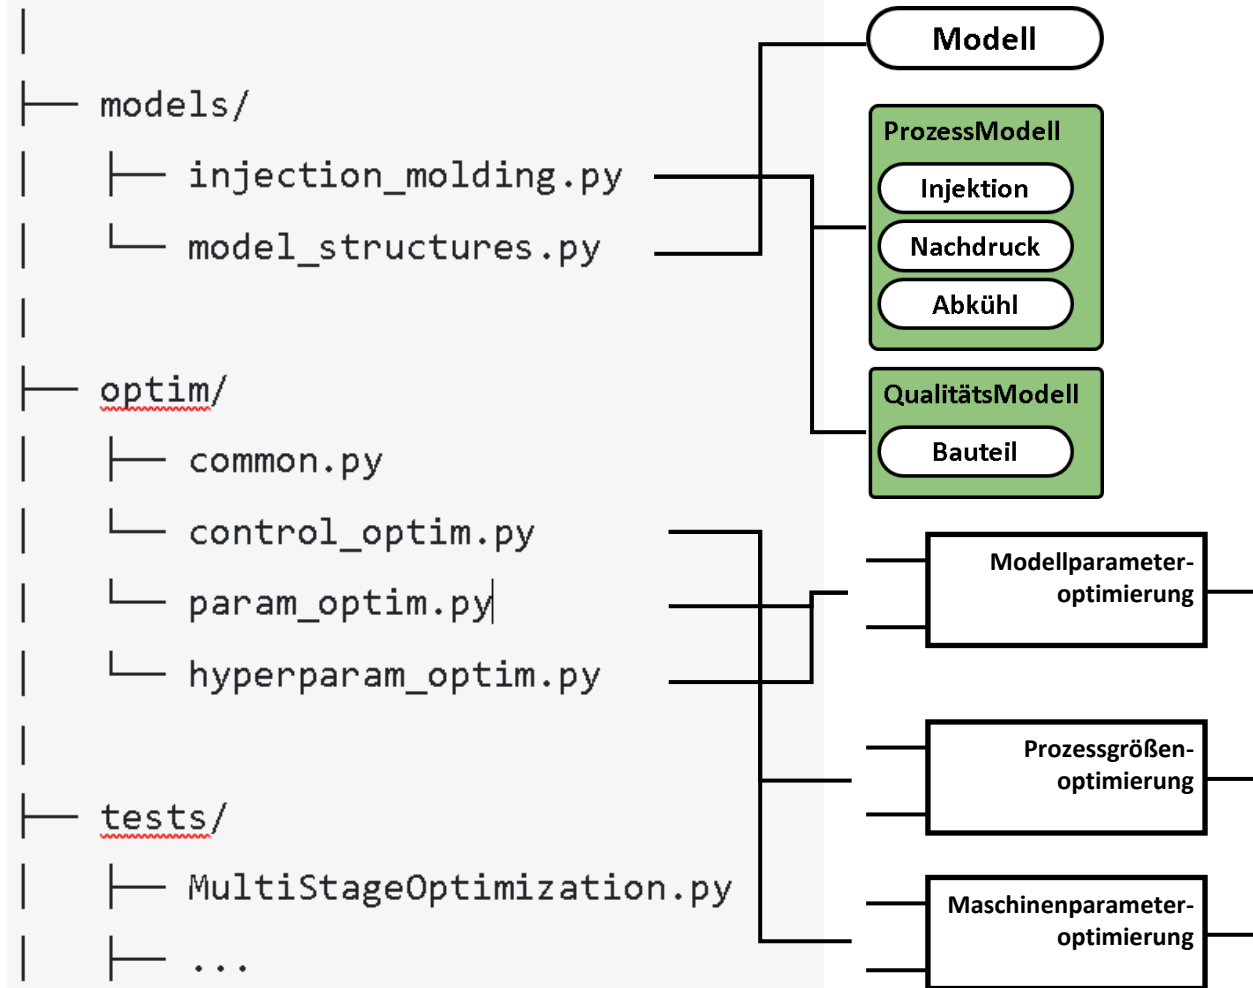 models/
injection_molding.py
model_structures.py
optim/
common.py
control_optim.py
param_optim.py
hyperparam_optim.py
tests/
MultiStageOptimization.py
...
Modell
ProzessModell
Injektion
Nachdruck
Abkühl
QualitätsModell
Bauteil
Modellparameter-
optimierung
Prozessgrößen-
optimierung
Maschinenparameter-
optimierung